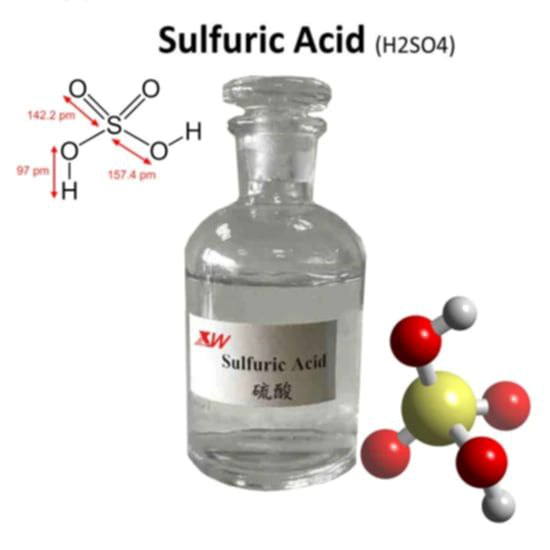 Sulfuric Acid (H2SO4)
O O
142.2 pm
S H
O O
97 pm 157.4 pm
H
XW
Sulfuric Acid
硫酸